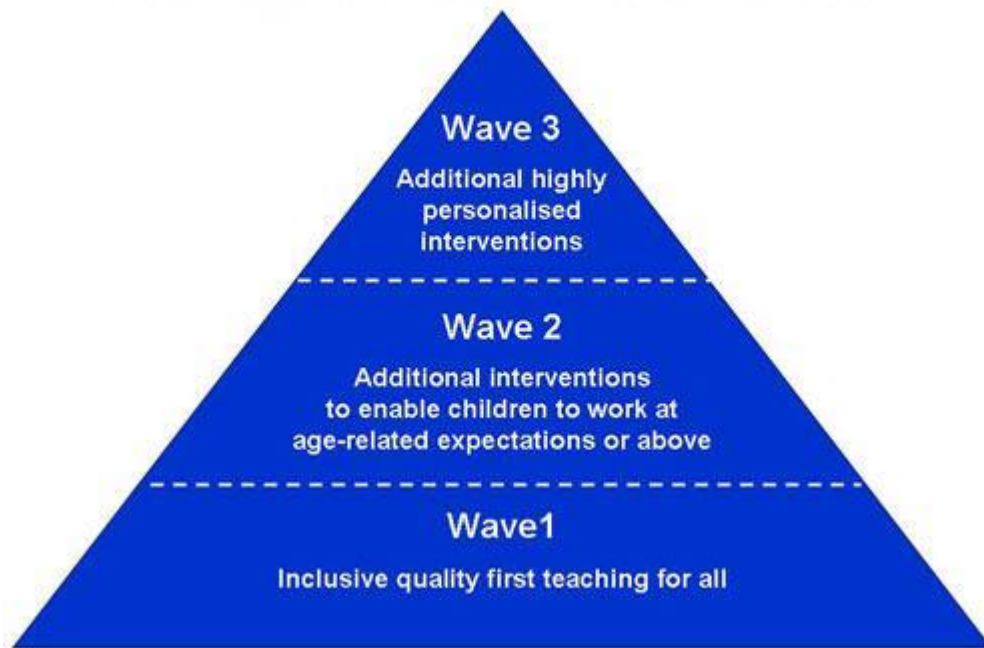 Wave 3
Additional highly
personalised
interventions
Wave 2
Additional interventions
to enable children to work at
age-related expectations or above
Wave1
Inclusive quality first teaching for all